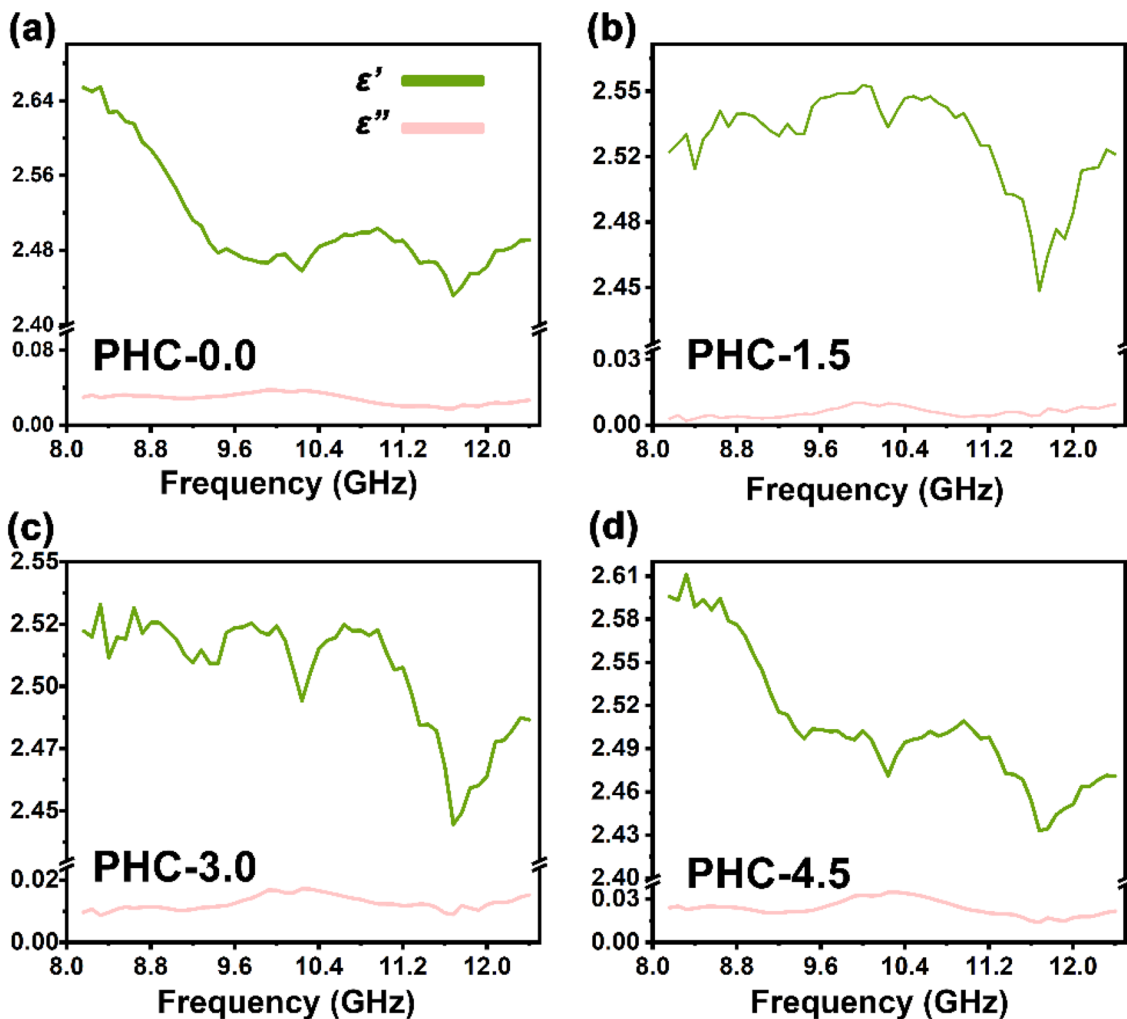 (a)
ε’
ε”
2.64
2.56
2.48
2.40
0.08
0.00
PHC-0.0
8.0 8.8 9.6 10.4 11.2 12.0
Frequency (GHz)
(b)
2.55
2.52
2.48
2.45
0.03
0.00
PHC-1.5
8.0 8.8 9.6 10.4 11.2 12.0
Frequency (GHz)
(c)
2.55
2.52
2.50
2.47
2.45
0.02
0.00
PHC-3.0
8.0 8.8 9.6 10.4 11.2 12.0
Frequency (GHz)
(d)
2.61
2.58
2.55
2.49
2.46
2.43
2.40
0.03
0.00
PHC-4.5
8.0 8.8 9.6 10.4 11.2 12.0
Frequency (GHz)